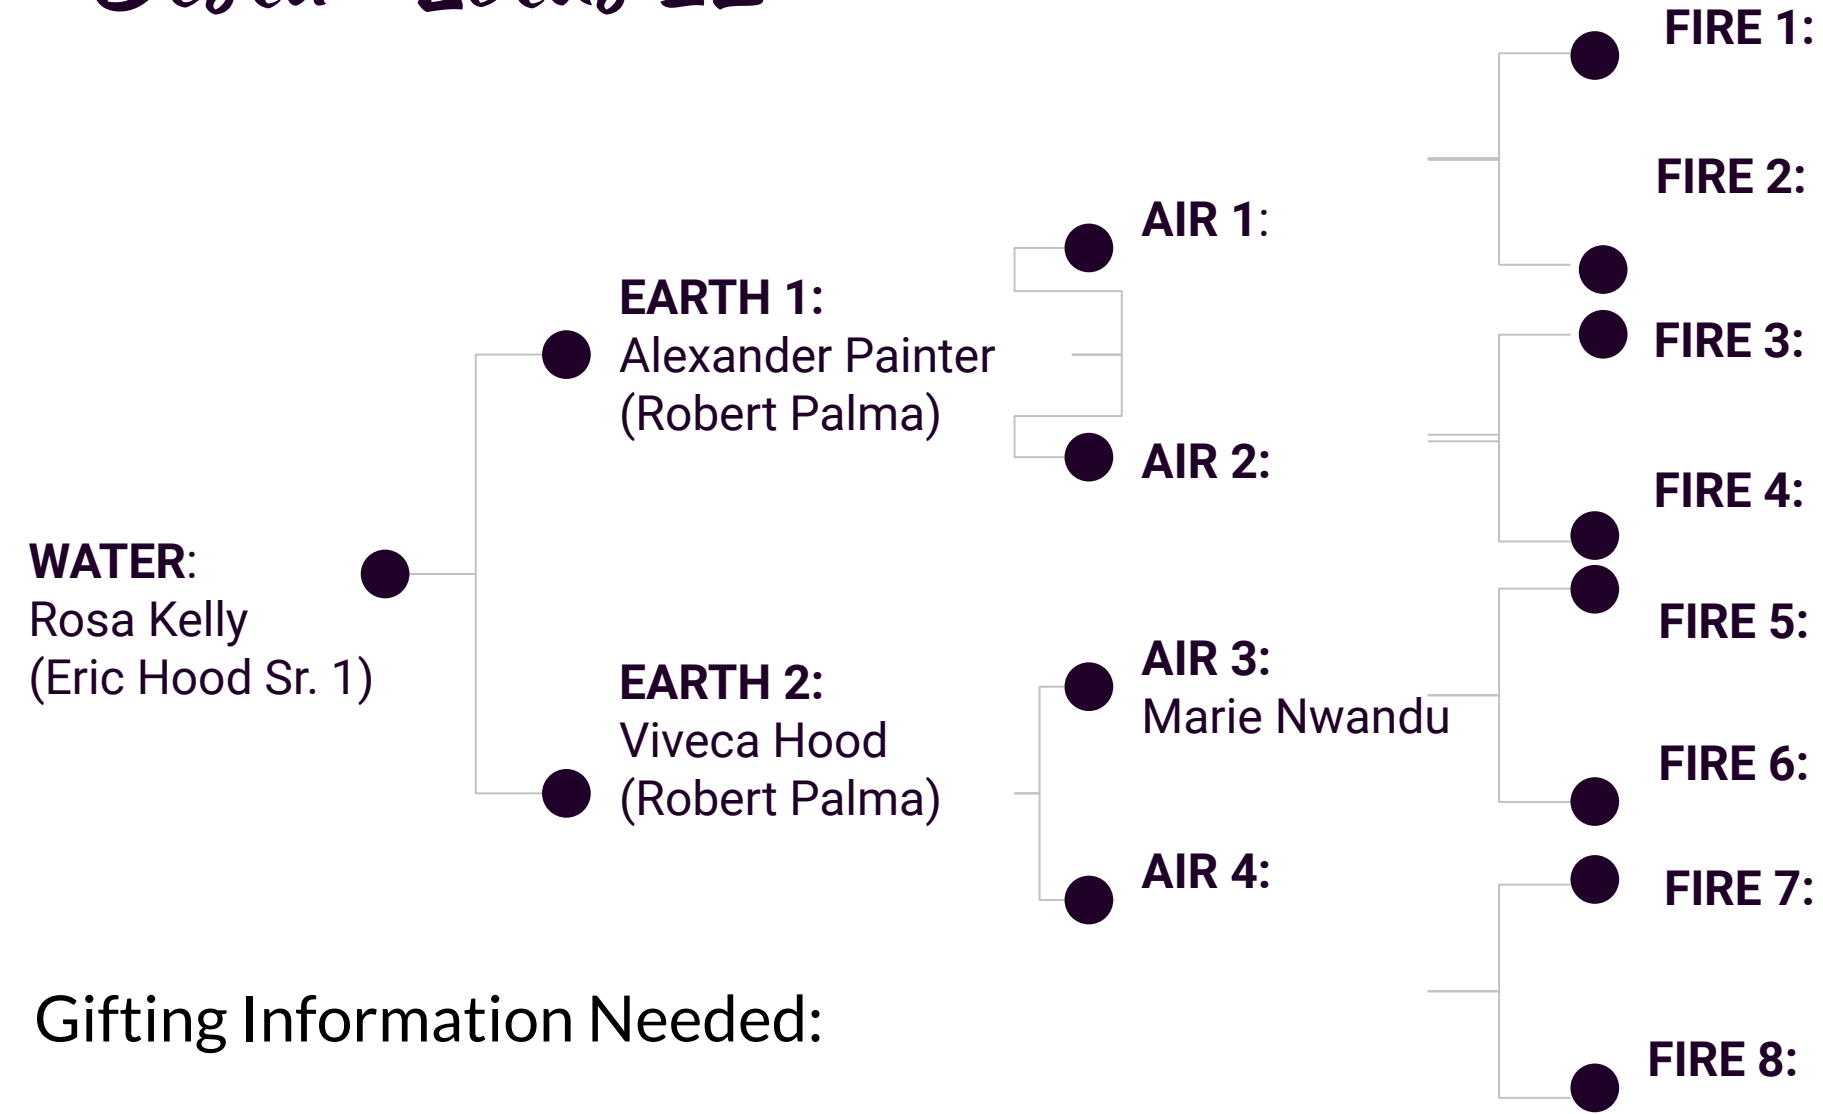 FIRE 1:
FIRE 2:
AIR 1:
EARTH 1:
Alexander Painter
(Robert Palma)
FIRE 3:
AIR 2:
FIRE 4:
WATER:
Rosa Kelly
(Eric Hood Sr. 1)
FIRE 5:
AIR 3:
Marie Nwandu
EARTH 2:
Viveca Hood
(Robert Palma)
FIRE 6:
AIR 4:
FIRE 7:
Gifting Information Needed:
FIRE 8: